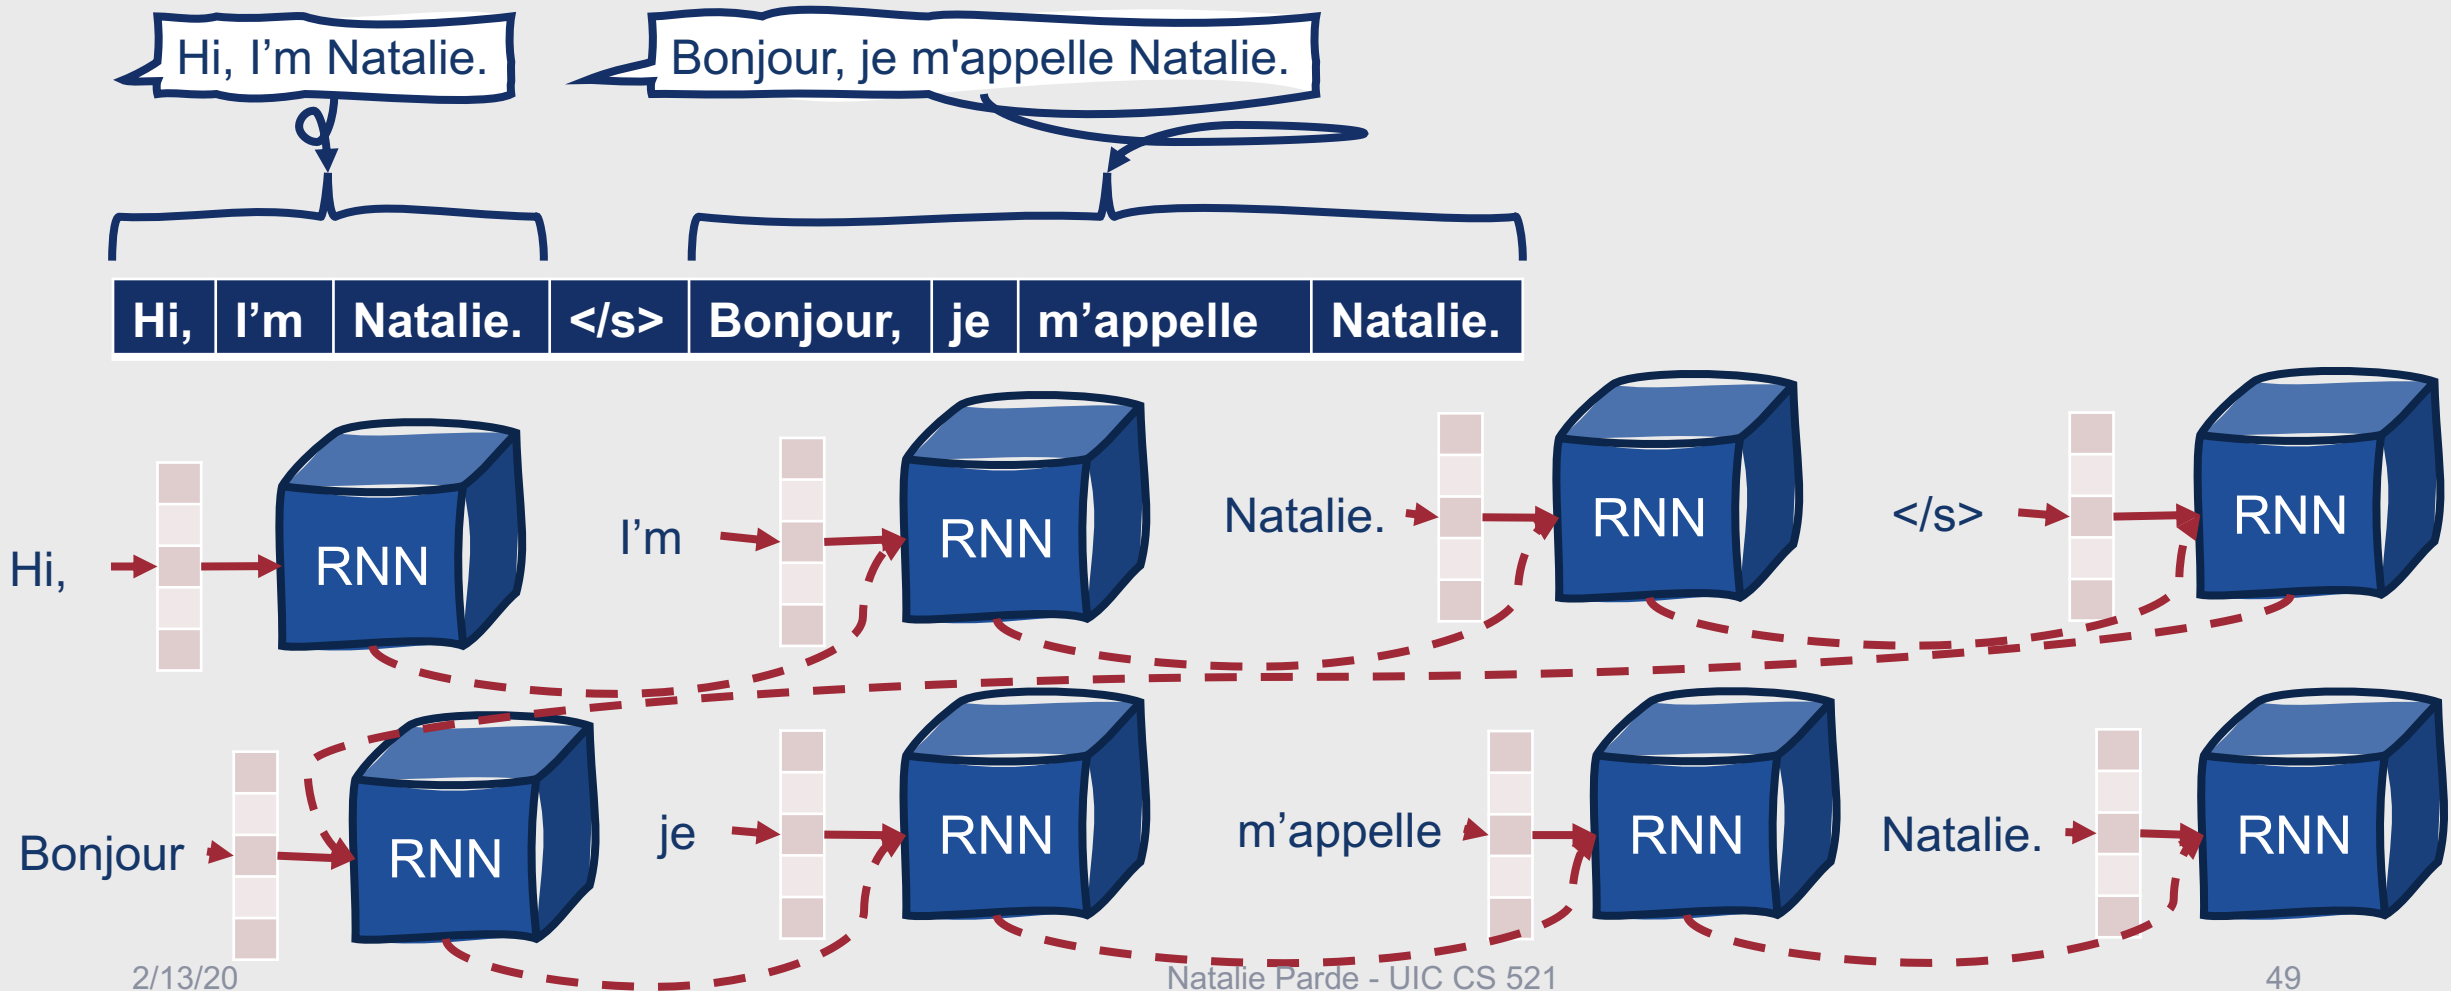 Hi, I’m Natalie.
Bonjour, je m'appelle Natalie.
Hi, I’m Natalie. </s> Bonjour, je m’appelle Natalie.
Hi,
RNN
I’m
RNN
Natalie.
RNN
</s>
RNN
Bonjour
RNN
je
RNN
m’appelle
RNN
Natalie.
RNN
2/13/20
Natalie Parde - UIC CS 521
49